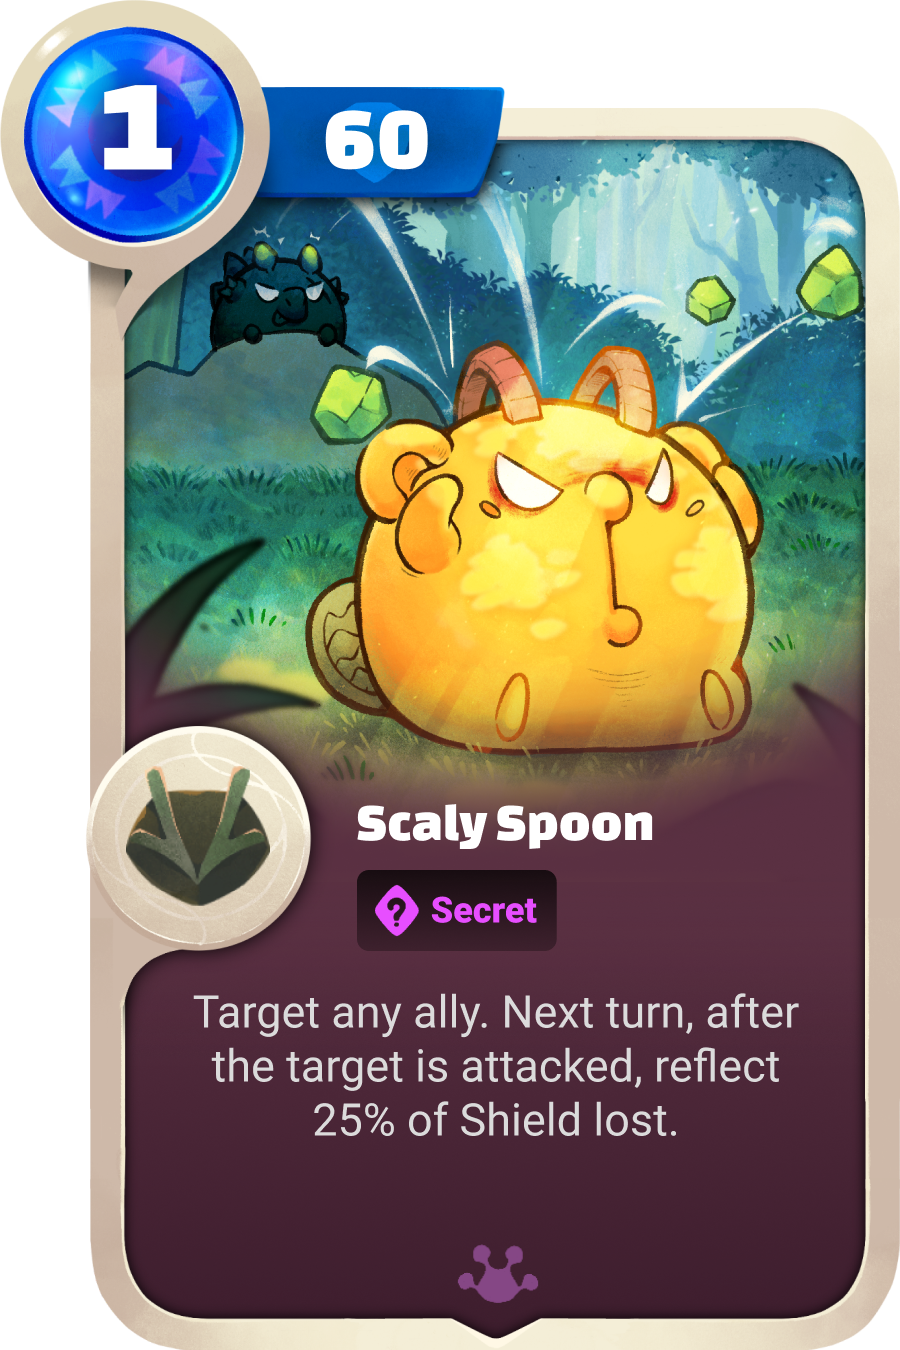 1
60
Scaly Spoon
? Secret
Target any ally. Next turn, after
the target is attacked, reflect
25% of Shield lost.